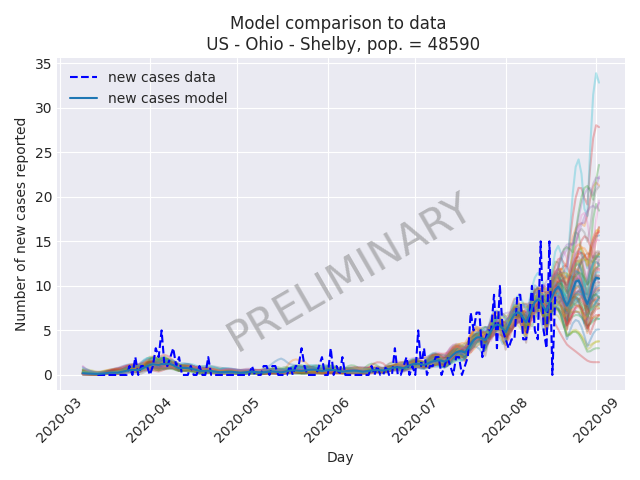 Model comparison to data
US - Ohio - Shelby, pop. = 48590
new cases data
new cases model
PRELIMINARY
Number of new cases reported
35
30
25
20
15
10
5
0
2020-03
2020-04
2020-05
2020-06
2020-07
2020-08
2020-09
Day